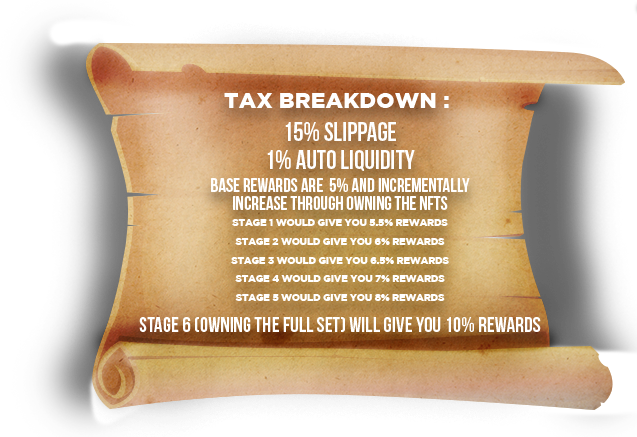 TAX BREAKDOWN :
15% SLIPPAGE
1% AUTO LIQUIDITY
BASE REWARDS ARE 5% AND INCREMENTALLY
INCREASE THROUGH OWNING THE NFTS
STAGE 1 WOULD GIVE YOU 5.5% REWARDS
STAGE 2 WOULD GIVE YOU 6% REWARDS
STAGE 3 WOULD GIVE YOU 6.5% REWARDS
STAGE 4 WOULD GIVE YOU 7% REWARDS
STAGE 5 WOULD GIVE YOU 8% REWARDS
STAGE 6 (OWNING THE FULL SET) WILL GIVE YOU 10% REWARDS